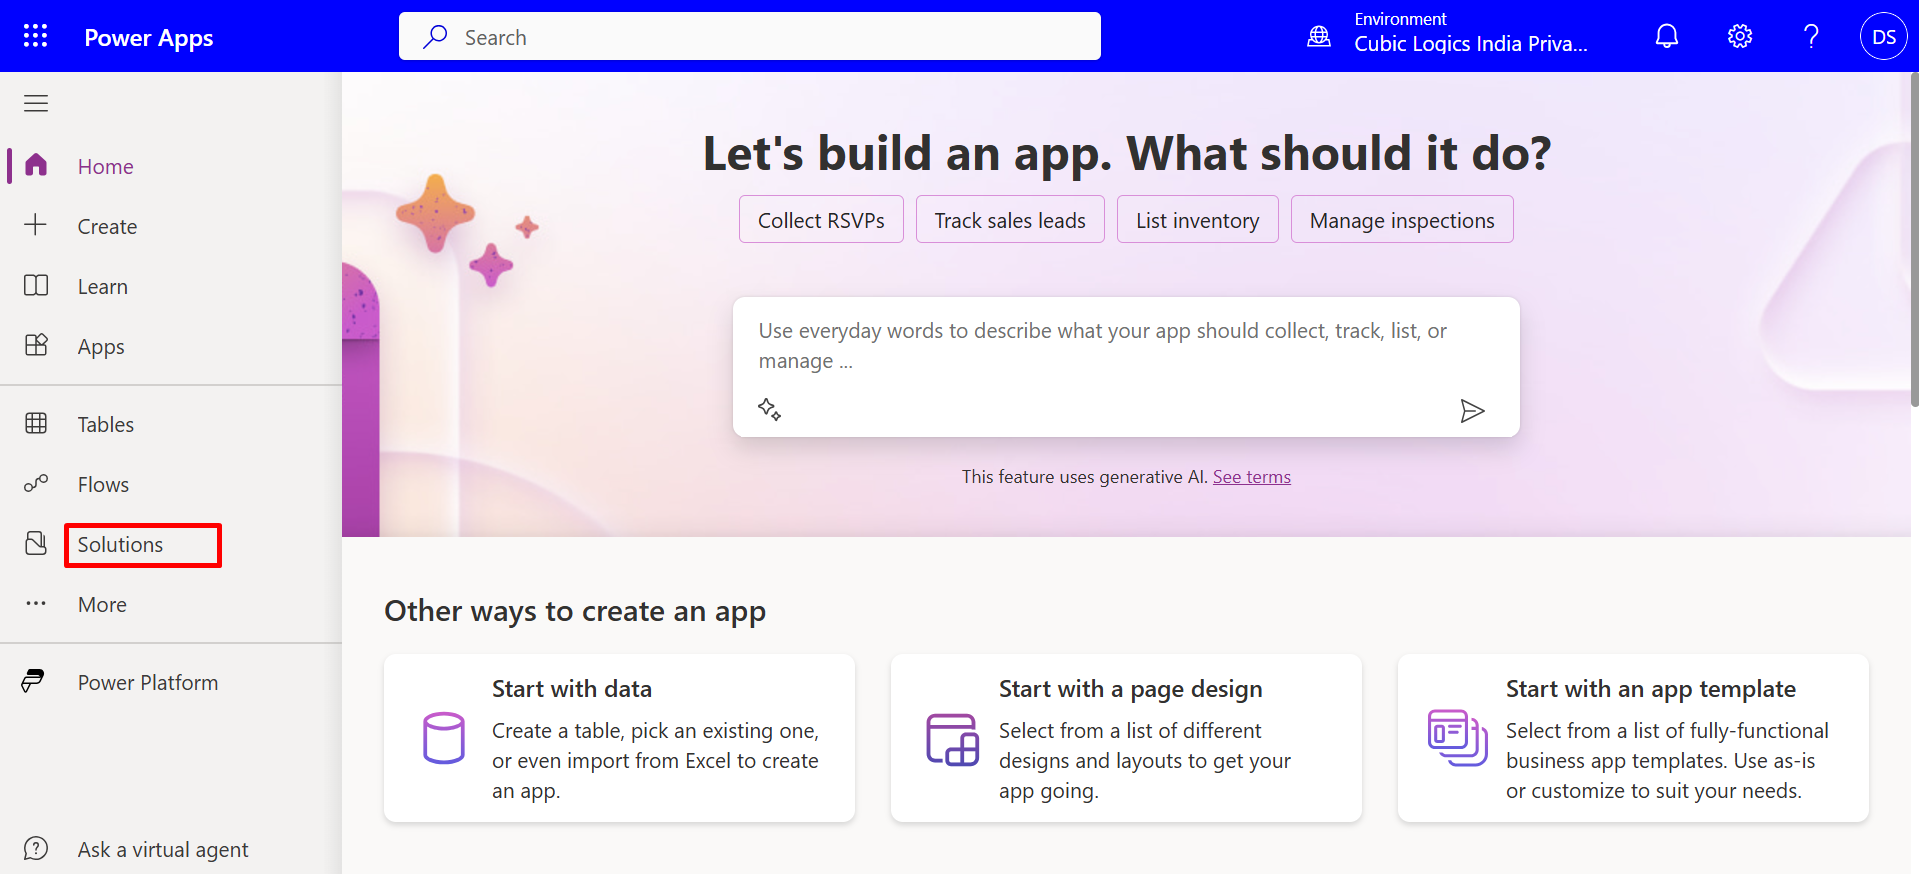 Power Apps
Search
Environment
Cubic Logics India Priva...
DS
Home
Create
Learn
Apps
Tables
Flows
Solutions
More
Power Platform
Ask a virtual agent
Let's build an app. What should it do?
Collect RSVPs
Track sales leads
List inventory
Manage inspections
Use everyday words to describe what your app should collect, track, list, or
manage ...
This feature uses generative AI. See terms
Other ways to create an app
Start with data
Create a table, pick an existing one,
or even import from Excel to create
an app.
Start with a page design
Select from a list of different
designs and layouts to get your
app going.
Start with an app template
Select from a list of fully-functional
business app templates. Use as-is
or customize to suit your needs.